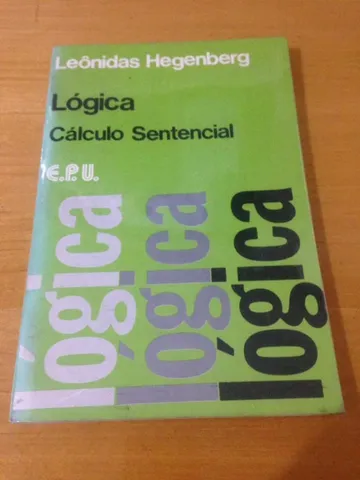 Leônidas Hegenberg
Lógica
Cálculo Sentencial
E.P.U.
lógica
lógica
lógica